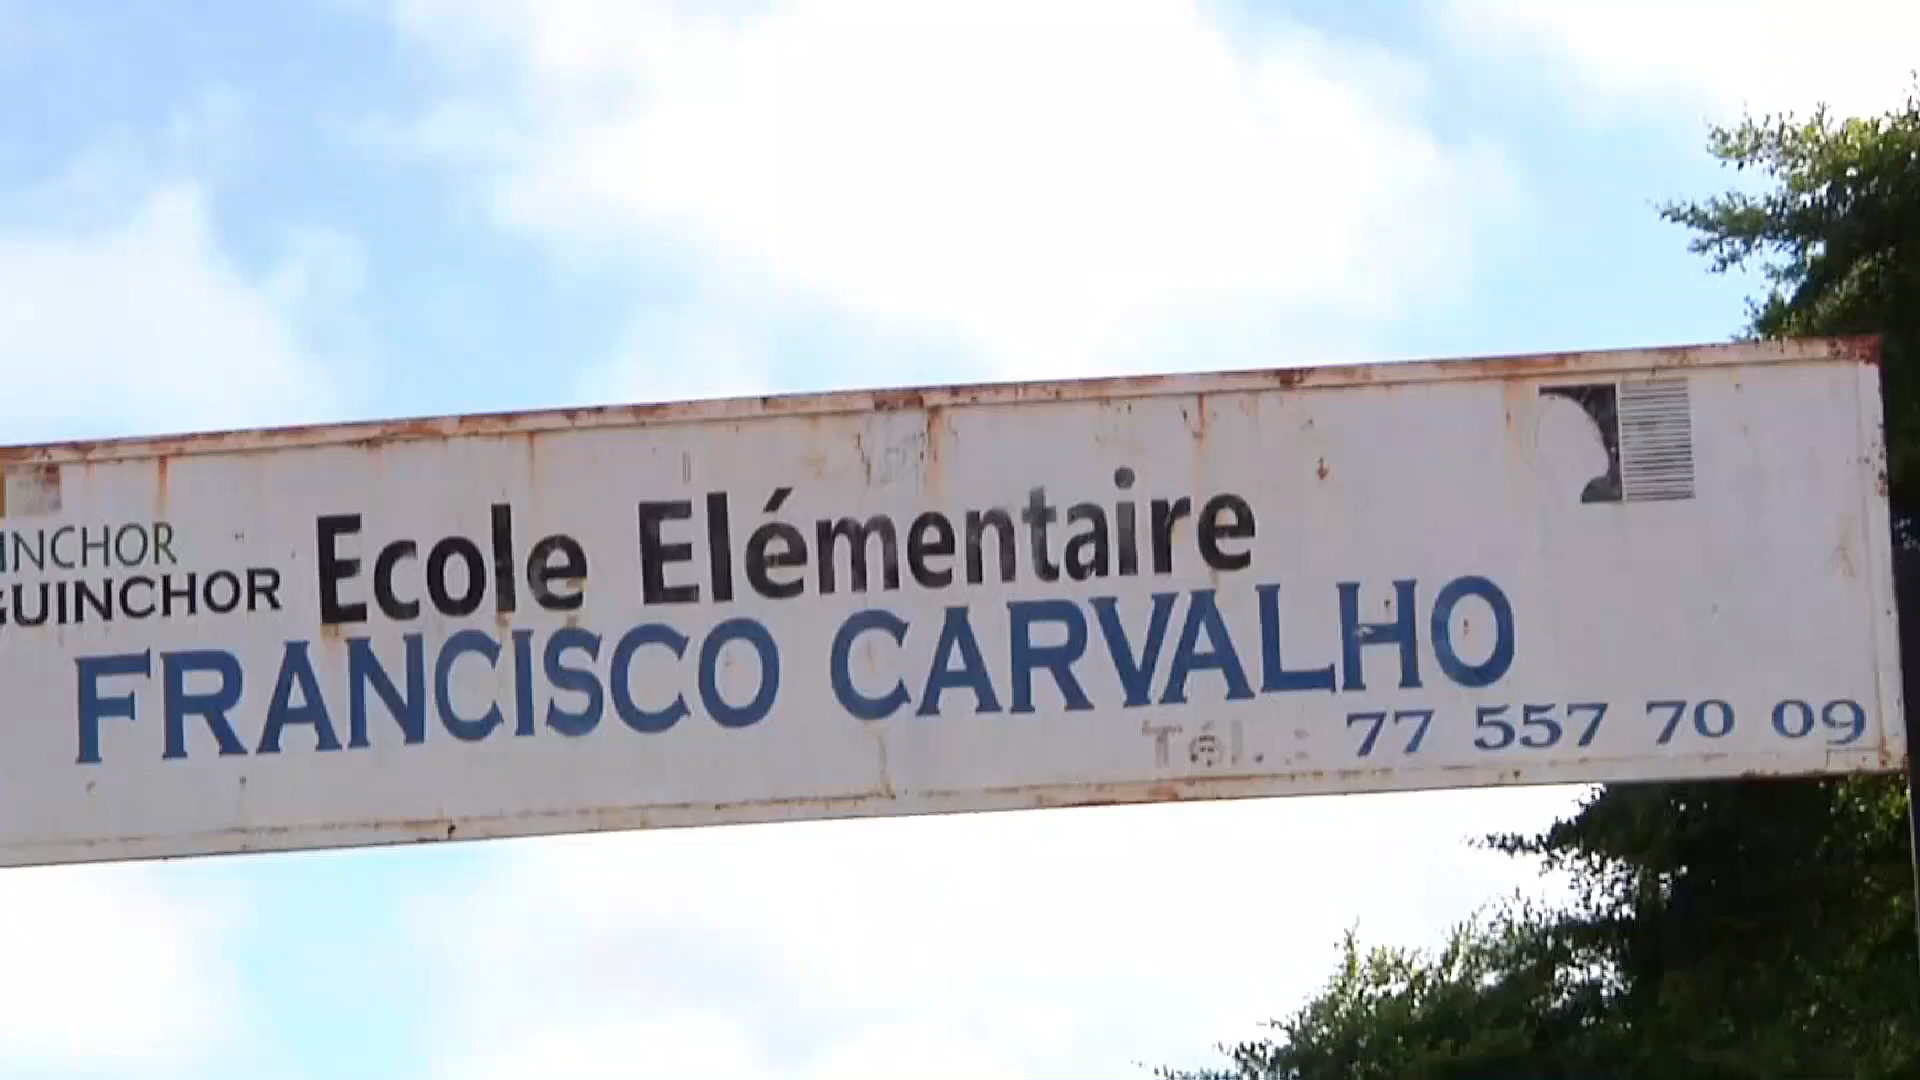 INCHOR
GUINCHOR
Ecole Elémentaire
FRANCISCO CARVALHO
Tél. : 77 557 70 09